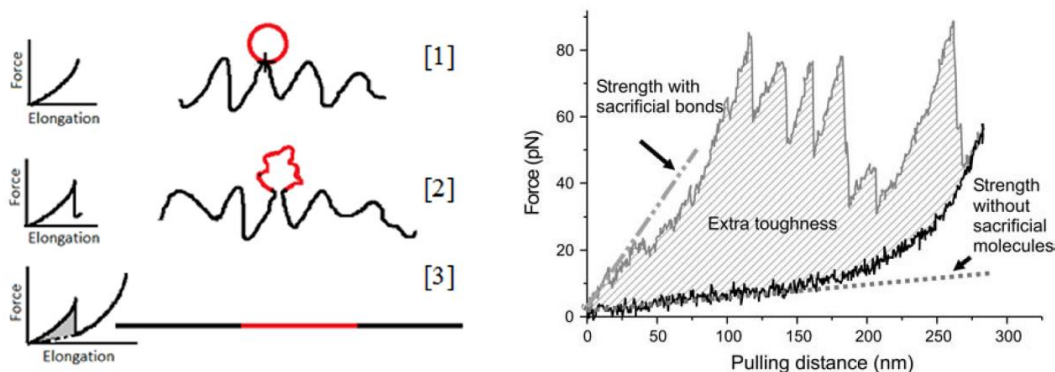 Force
Elongation
[1]
Force
Elongation
[2]
Force
Elongation
[3]
Force (pN)
80
60
40
20
0
Strength with
sacrificial bonds
Extra toughness
Strength
without
sacrificial
molecules
0 50 100 150 200 250 300
Pulling distance (nm)